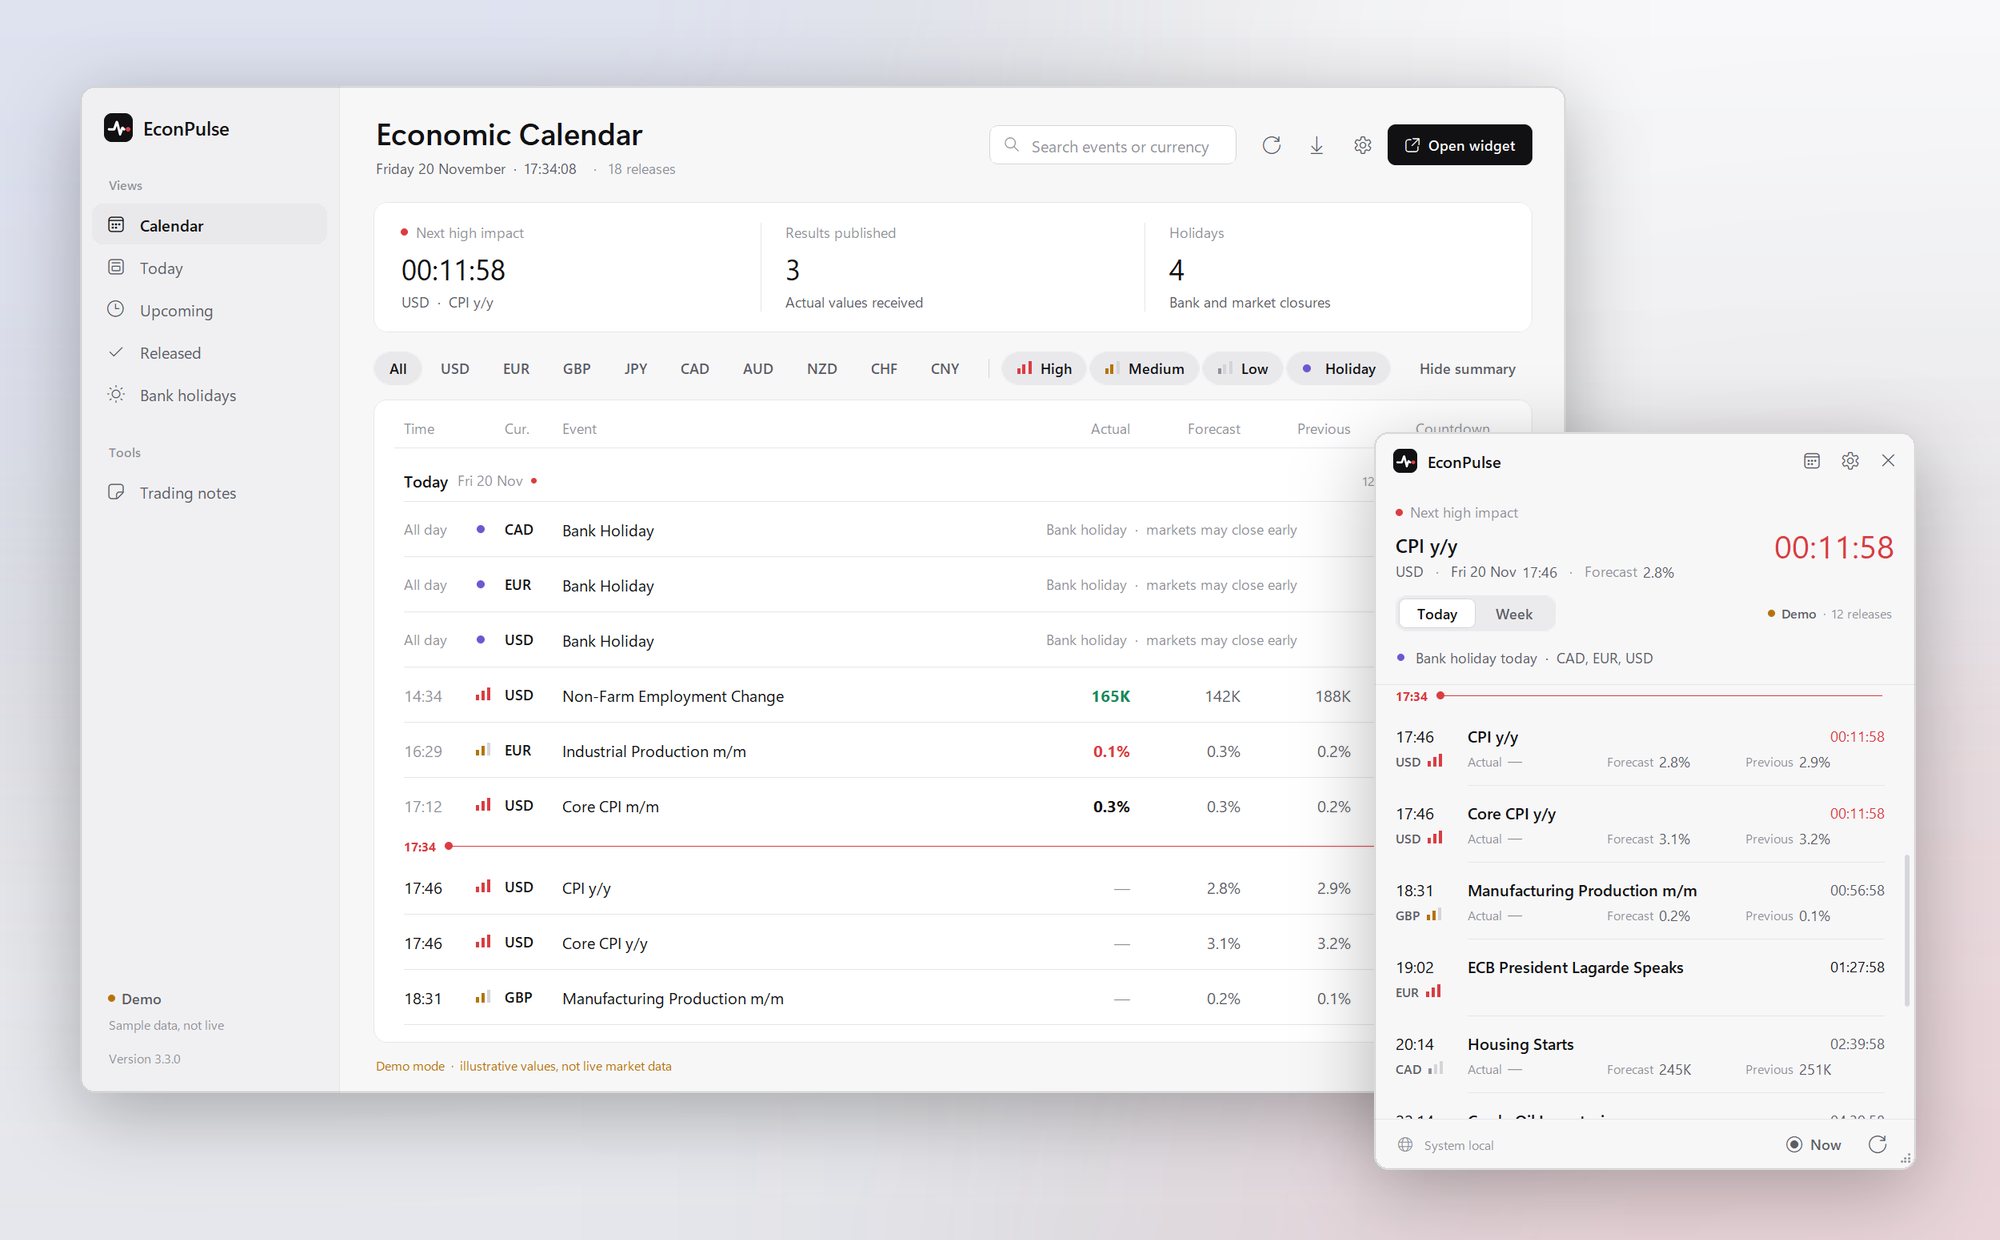 EconPulse
Views
Calendar
Today
Upcoming
Released
Bank holidays
Tools
Trading notes
Demo
Sample data, not live
Version 3.3.0
Economic Calendar
Friday 20 November · 17:34:08 · 18 releases
Search events or currency
Open widget
Next high impact
00:11:58
USD · CPI y/y
Results published
3
Actual values received
Holidays
4
Bank and market closures
All USD EUR GBP JPY CAD AUD NZD CHF CNY High Medium Low Holiday Hide summary
Time Cur. Event Actual Forecast Previous Countdown
Today Fri 20 Nov 12
All day CAD Bank Holiday Bank holiday · markets may close early
All day EUR Bank Holiday Bank holiday · markets may close early
All day USD Bank Holiday Bank holiday · markets may close early
14:34 USD Non-Farm Employment Change 165K 142K 188K
16:29 EUR Industrial Production m/m 0.1% 0.3% 0.2%
17:12 USD Core CPI m/m 0.3% 0.3% 0.2%
17:34
17:46 USD CPI y/y — 2.8% 2.9%
17:46 USD Core CPI y/y — 3.1% 3.2%
18:31 GBP Manufacturing Production m/m — 0.2% 0.1%
Demo mode · illustrative values, not live market data
EconPulse
Next high impact
CPI y/y 00:11:58
USD · Fri 20 Nov 17:46 · Forecast 2.8%
Today Week Demo · 12 releases
Bank holiday today · CAD, EUR, USD
17:34
17:46 CPI y/y 00:11:58
USD Actual — Forecast 2.8% Previous 2.9%
17:46 Core CPI y/y 00:11:58
USD Actual — Forecast 3.1% Previous 3.2%
18:31 Manufacturing Production m/m 00:56:58
GBP Actual — Forecast 0.2% Previous 0.1%
19:02 ECB President Lagarde Speaks 01:27:58
EUR
20:14 Housing Starts 02:39:58
CAD Actual — Forecast 245K Previous 251K
System local Now